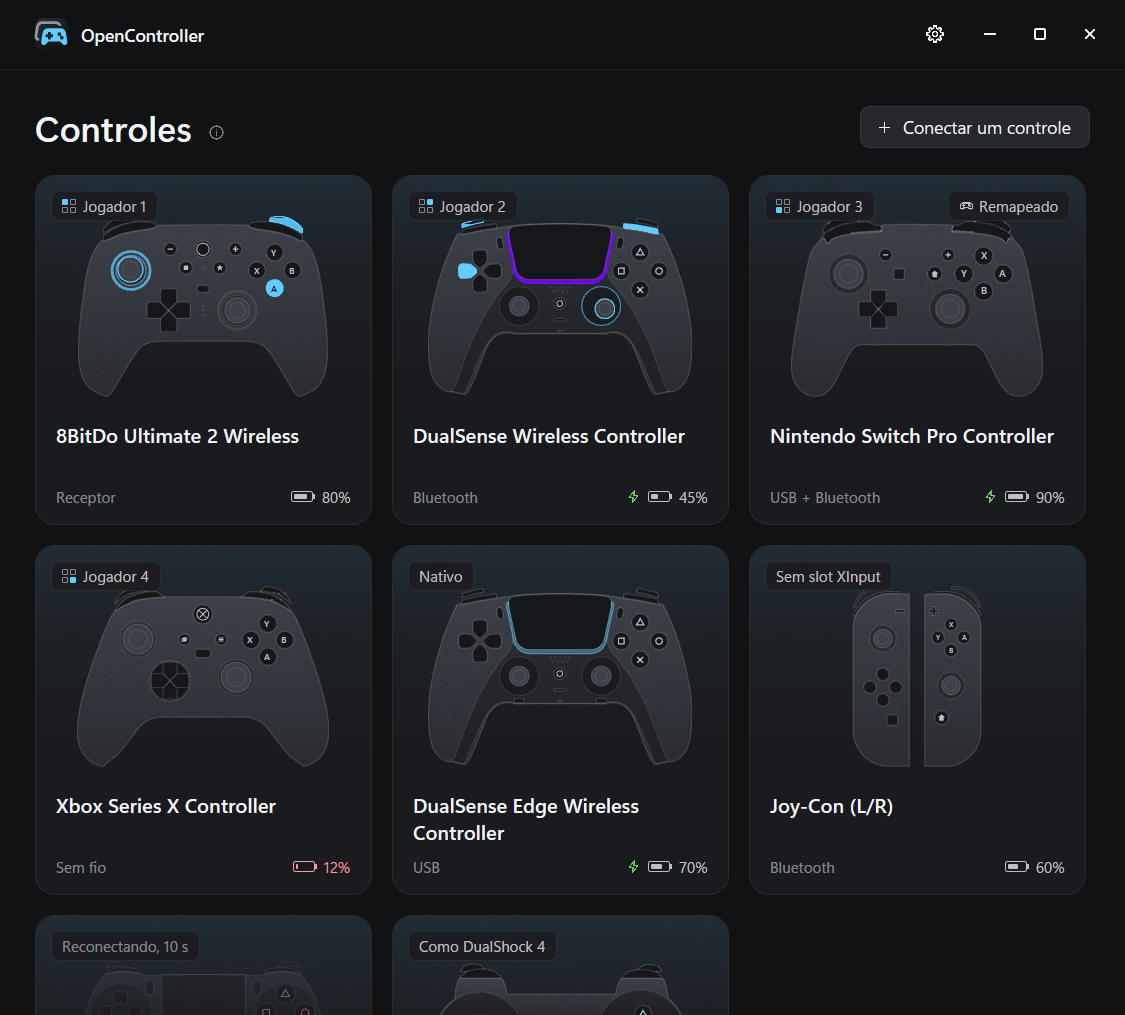 OpenController
Controles
Conectar um controle
Jogador 1
Y
X
B
A
8BitDo Ultimate 2 Wireless
Receptor
80%
Jogador 2
DualSense Wireless Controller
Bluetooth
45%
Jogador 3
Remapeado
X
Y
A
B
Nintendo Switch Pro Controller
USB + Bluetooth
90%
Jogador 4
Y
X
B
A
Xbox Series X Controller
Sem fio
12%
Nativo
DualSense Edge Wireless
Controller
USB
70%
Sem slot XInput
X
Y
A
B
Joy-Con (L/R)
Bluetooth
60%
Reconectando, 10 s
Como DualShock 4